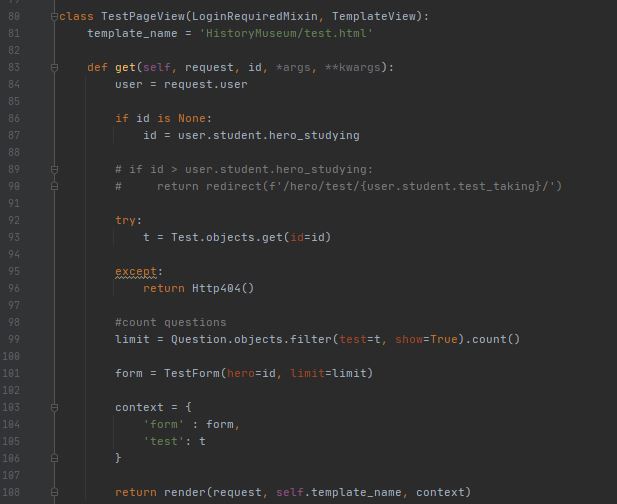 80 class TestPageView(LoginRequiredMixin, TemplateView):
81     template_name = 'HistoryMuseum/test.html'
82
83     def get(self, request, id, *args, **kwargs):
84         user = request.user
85
86         if id is None:
87             id = user.student.hero_studying
88
89         # if id > user.student.hero_studying:
90         #     return redirect(f'/hero/test/{user.student.test_taking}/')
91
92         try:
93             t = Test.objects.get(id=id)
94
95         except:
96             return Http404()
97
98         #count questions
99         limit = Question.objects.filter(test=t, show=True).count()
100
101         form = TestForm(hero=id, limit=limit)
102
103         context = {
104             'form' : form,
105             'test': t
106         }
107
108         return render(request, self.template_name, context)